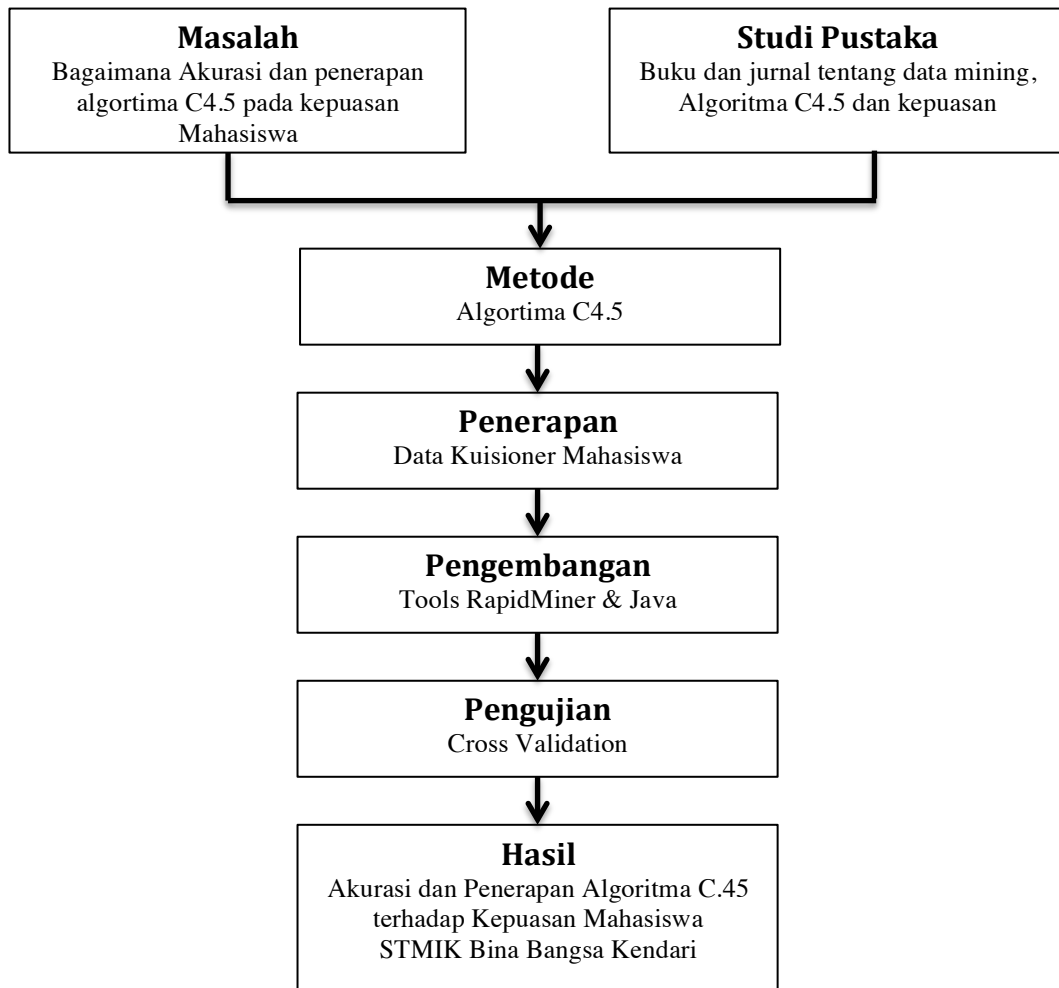 Masalah
Bagaimana Akurasi dan penerapan
algortima C4.5 pada kepuasan
Mahasiswa
Studi Pustaka
Buku dan jurnal tentang data mining,
Algoritma C4.5 dan kepuasan
Metode
Algortima C4.5
Penerapan
Data Kuisioner Mahasiswa
Pengembangan
Tools RapidMiner & Java
Pengujian
Cross Validation
Hasil
Akurasi dan Penerapan Algoritma C.45
terhadap Kepuasan Mahasiswa
STMIK Bina Bangsa Kendari